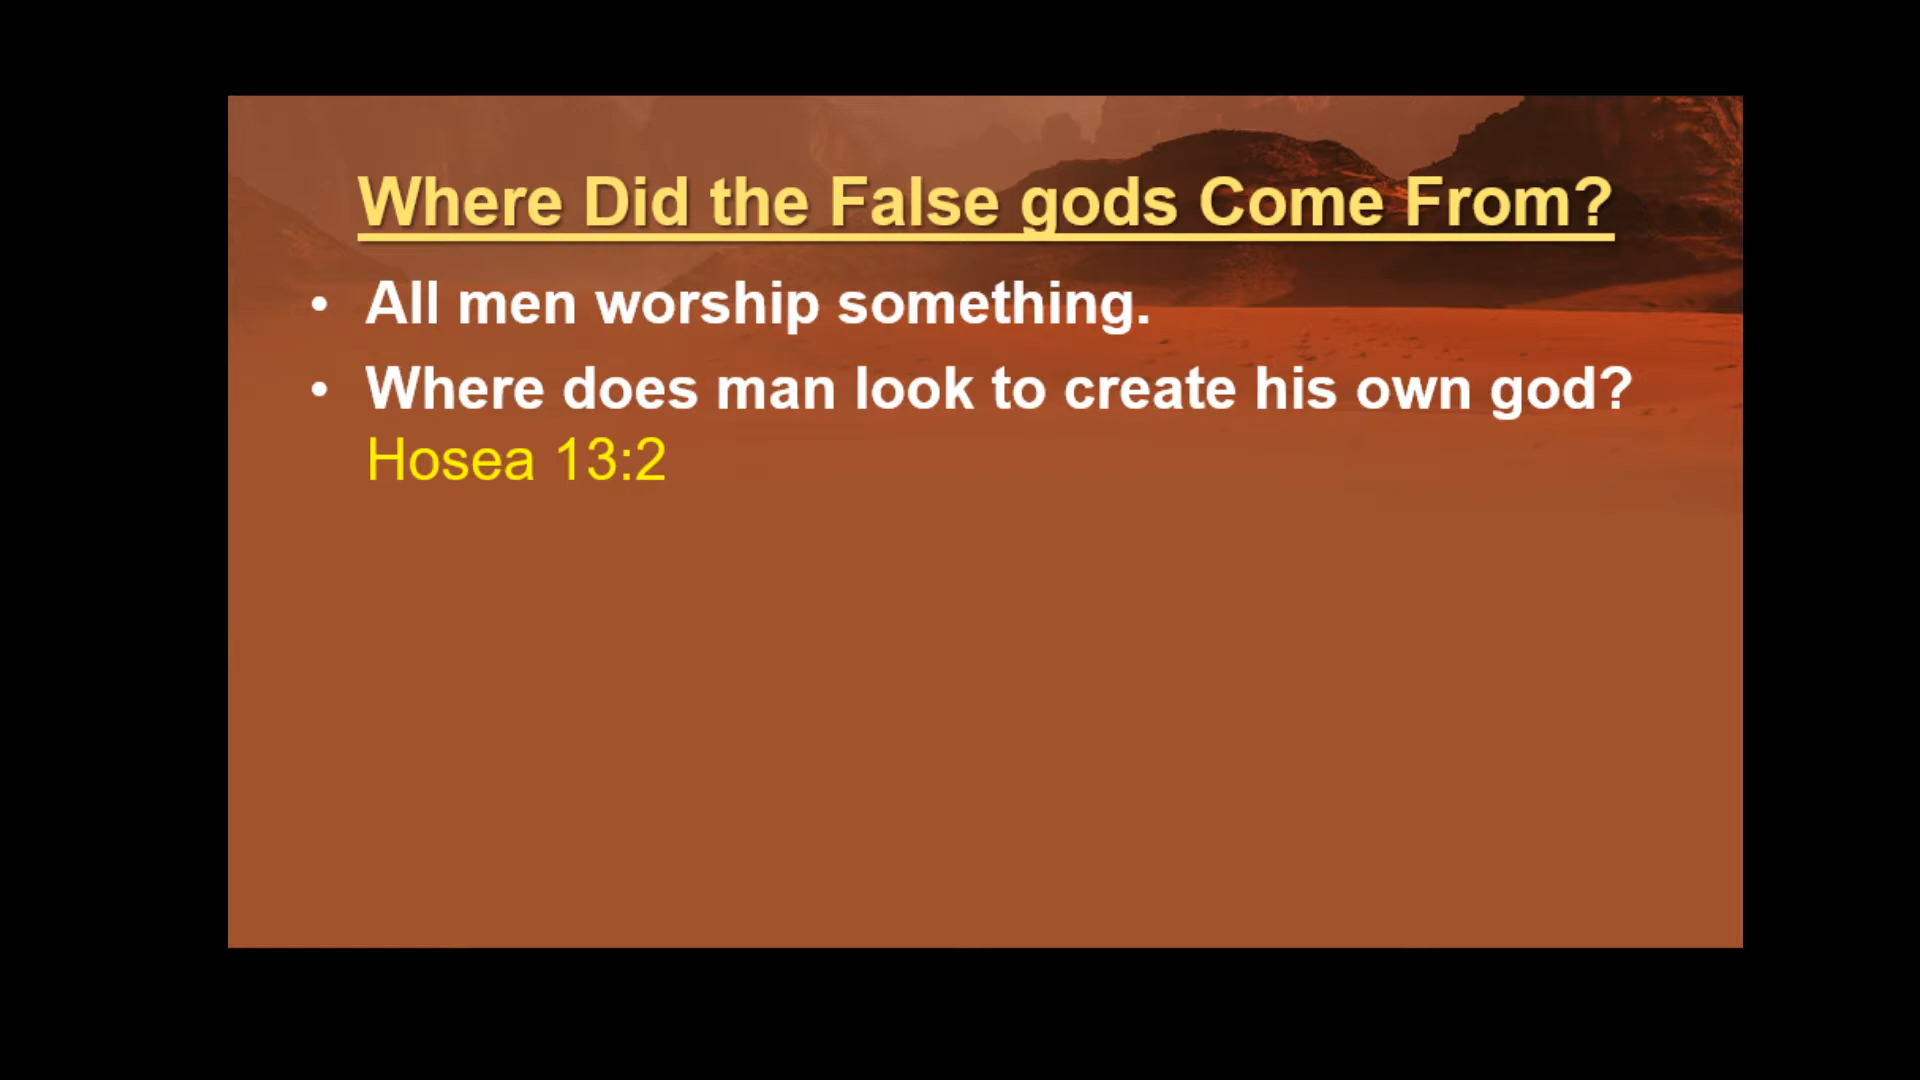 Where Did the False gods Come From?
• All men worship something.
• Where does man look to create his own god?
Hosea 13:2